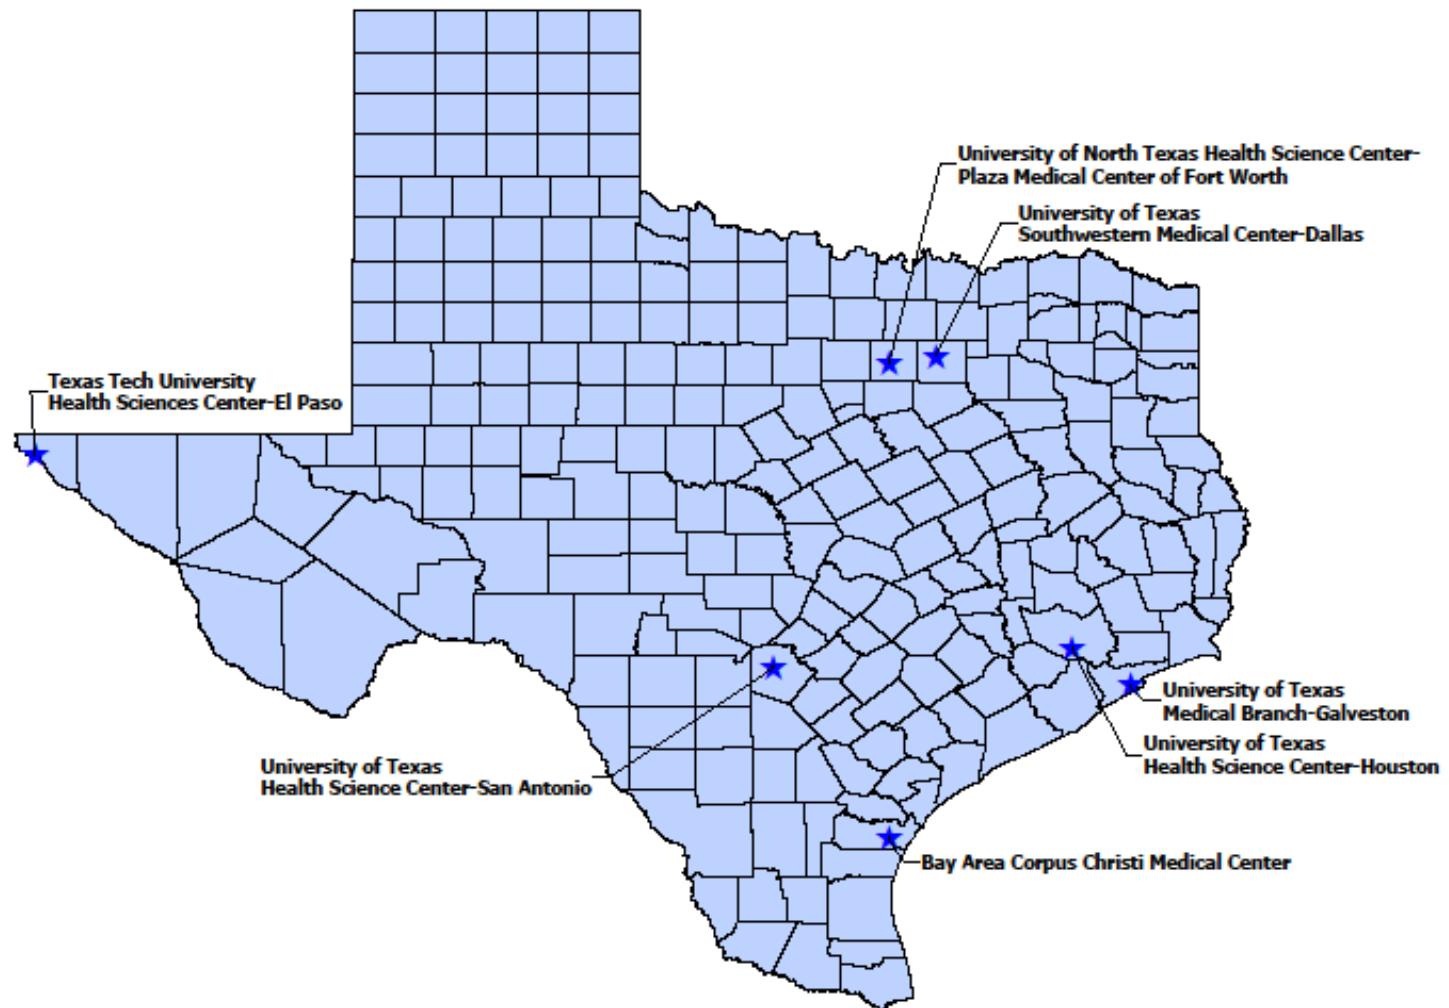 University of North Texas Health Science Center-
Plaza Medical Center of Fort Worth
University of Texas
Southwestern Medical Center-Dallas
Texas Tech University
Health Sciences Center-El Paso
University of Texas
Medical Branch-Galveston
University of Texas
Health Science Center-Houston
University of Texas
Health Science Center-San Antonio
Bay Area Corpus Christi Medical Center